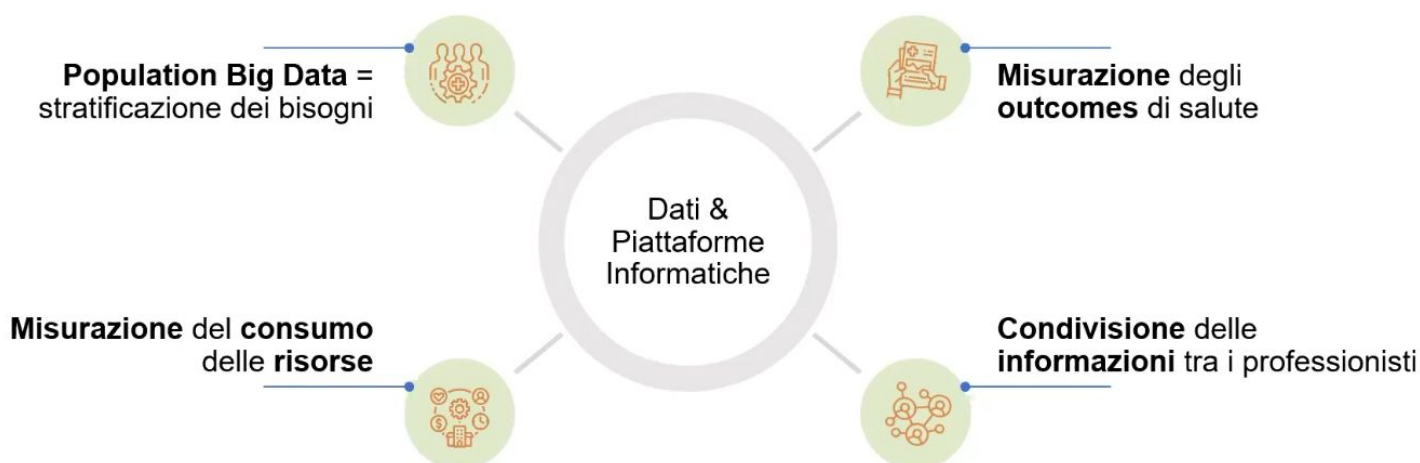 Population Big Data =
stratificazione dei bisogni
Misurazione degli
outcomes di salute
Dati &
Piattaforme
Informatiche
Misurazione del consumo
delle risorse
Condivisione delle
informazioni tra i professionisti